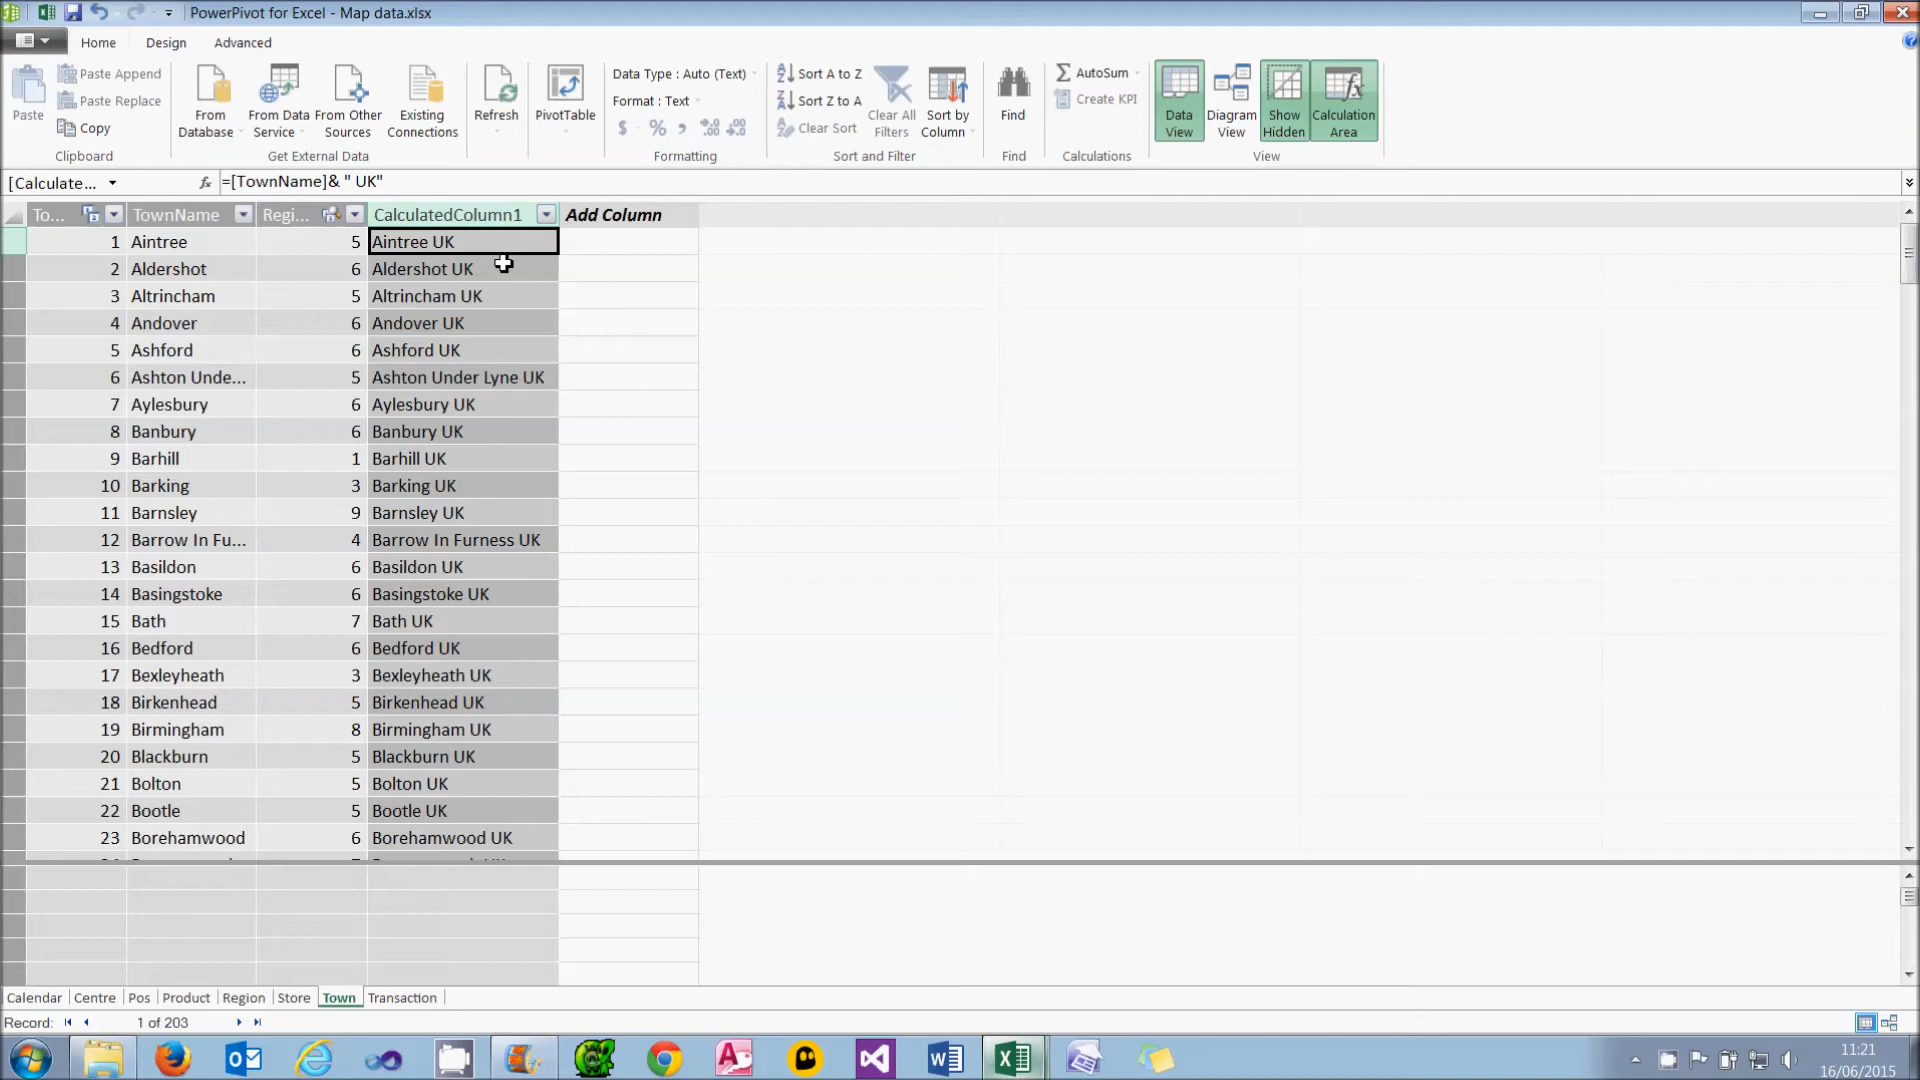 PowerPivot for Excel - Map data.xlsx
Home Design Advanced
Paste
Paste Append
Paste Replace
Copy
Clipboard
From Database
From Data Service
From Other Sources
Existing Connections
Get External Data
Refresh
PivotTable
Data Type : Auto (Text)
Format : Text
$ % ,
Formatting
Sort A to Z
Sort Z to A
Clear Sort
Clear All Filters
Sort by Column
Sort and Filter
Find
Find
AutoSum
Create KPI
Calculations
Data View
Diagram View
Show Hidden
Calculation Area
View
[Calculate... fx =[TownName]& " UK"
To... TownName Regi... CalculatedColumn1 Add Column
1 Aintree 5 Aintree UK
2 Aldershot 6 Aldershot UK
3 Altrincham 5 Altrincham UK
4 Andover 6 Andover UK
5 Ashford 6 Ashford UK
6 Ashton Unde... 5 Ashton Under Lyne UK
7 Aylesbury 6 Aylesbury UK
8 Banbury 6 Banbury UK
9 Barhill 1 Barhill UK
10 Barking 3 Barking UK
11 Barnsley 9 Barnsley UK
12 Barrow In Fu... 4 Barrow In Furness UK
13 Basildon 6 Basildon UK
14 Basingstoke 6 Basingstoke UK
15 Bath 7 Bath UK
16 Bedford 6 Bedford UK
17 Bexleyheath 3 Bexleyheath UK
18 Birkenhead 5 Birkenhead UK
19 Birmingham 8 Birmingham UK
20 Blackburn 5 Blackburn UK
21 Bolton 5 Bolton UK
22 Bootle 5 Bootle UK
23 Borehamwood 6 Borehamwood UK
Calendar Centre Pos Product Region Store Town Transaction
Record: 1 of 203
11:21
16/06/2015